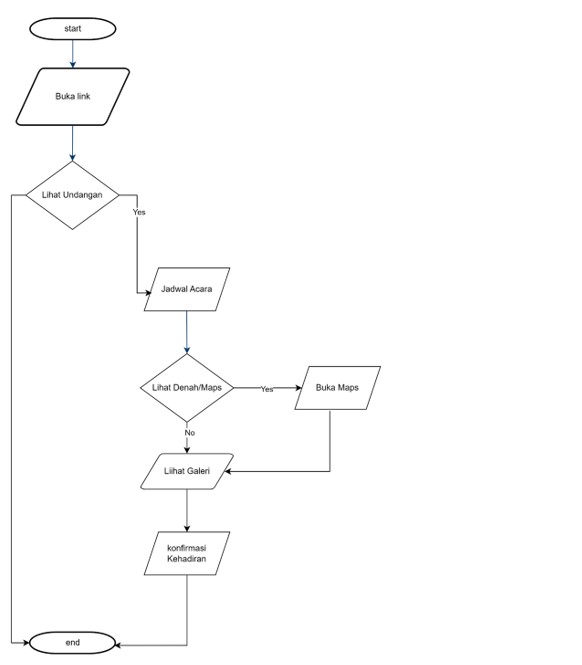 start
Buka link
Lihat Undangan
Yes
Jadwal Acara
Lihat Denah/Maps
Yes
Buka Maps
No
Liihat Galeri
konfirmasi
Kehadiran
end